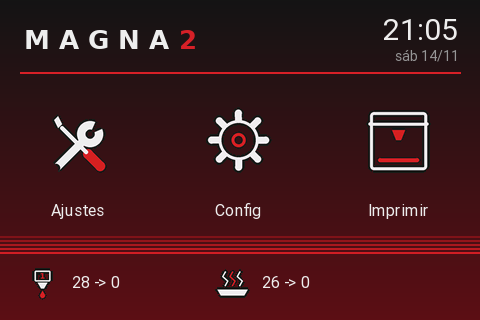 MAGNA2
21:05
sáb 14/11
Ajustes
Config
Imprimir
28 -> 0
26 -> 0